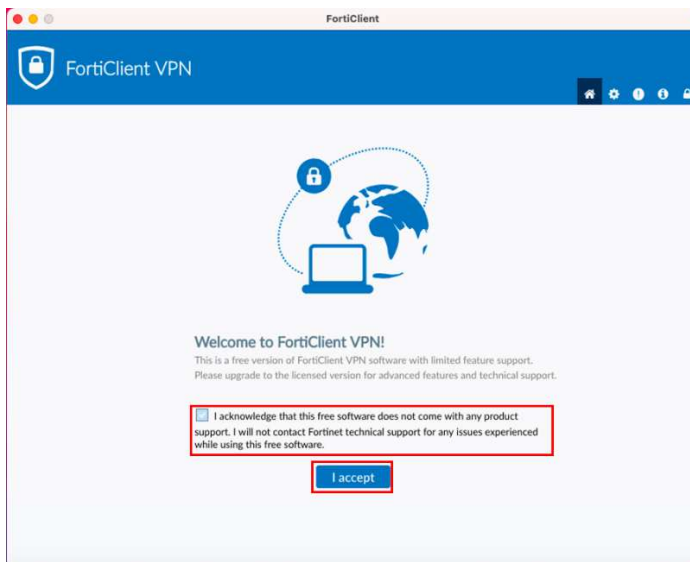 FortiClient
FortiClient VPN
Welcome to FortiClient VPN!
This is a free version of FortiClient VPN software with limited feature support.
Please upgrade to the licensed version for advanced features and technical support.
I acknowledge that this free software does not come with any product
support. I will not contact Fortinet technical support for any issues experienced
while using this free software.
I accept